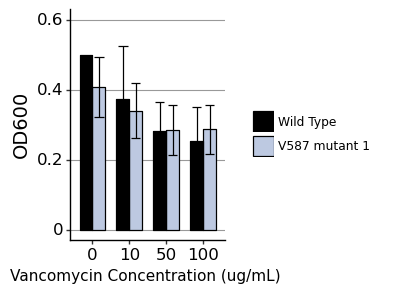 0.6
0.4
0.2
0
OD600
0 10 50 100
Vancomycin Concentration (ug/mL)
Wild Type
V587 mutant 1